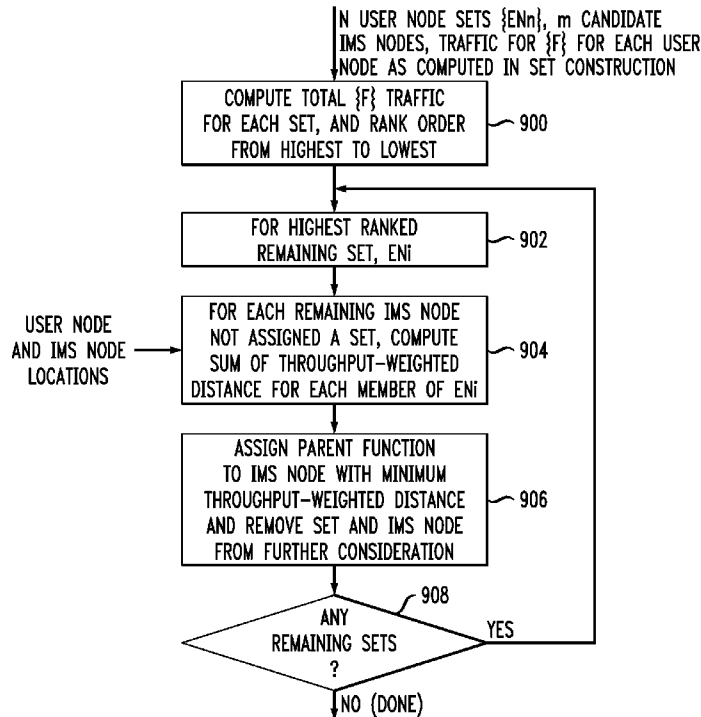 N USER NODE SETS {ENn}, m CANDIDATE
IMS NODES, TRAFFIC FOR {F} FOR EACH USER
NODE AS COMPUTED IN SET CONSTRUCTION
COMPUTE TOTAL {F} TRAFFIC
FOR EACH SET, AND RANK ORDER
FROM HIGHEST TO LOWEST
900
FOR HIGHEST RANKED
REMAINING SET, ENi
902
USER NODE
AND IMS NODE
LOCATIONS
FOR EACH REMAINING IMS NODE
NOT ASSIGNED A SET, COMPUTE
SUM OF THROUGHPUT-WEIGHTED
DISTANCE FOR EACH MEMBER OF ENi
904
ASSIGN PARENT FUNCTION
TO IMS NODE WITH MINIMUM
THROUGHPUT-WEIGHTED DISTANCE
AND REMOVE SET AND IMS NODE
FROM FURTHER CONSIDERATION
906
908
ANY
REMAINING SETS
?
YES
NO (DONE)